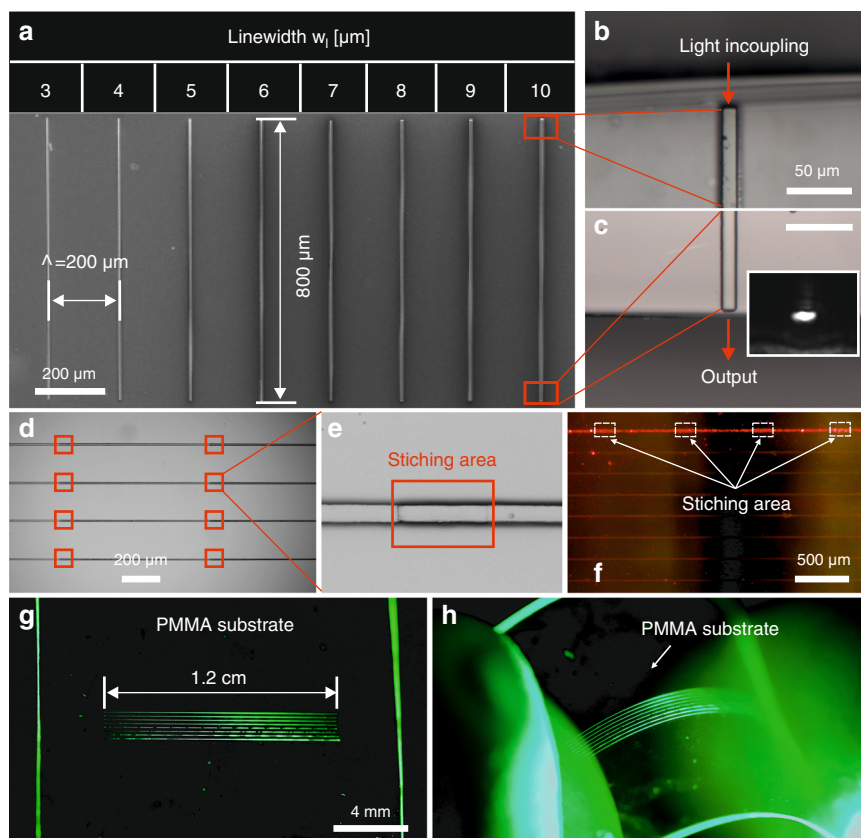 a
Linewidth wl [µm]
3 4 5 6 7 8 9 10
800 µm
^=200 µm
200 µm
b
Light incoupling
50 µm
c
Output
d
200 µm
e
Stiching area
Stiching area
f
500 µm
g
PMMA substrate
1.2 cm
4 mm
h
PMMA substrate